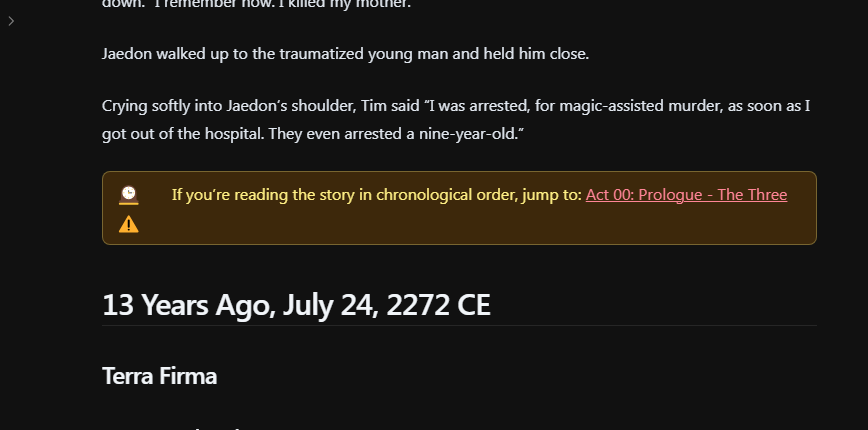 down. “I remember now. I killed my mother.”
Jaedon walked up to the traumatized young man and held him close.
Crying softly into Jaedon’s shoulder, Tim said “I was arrested, for magic-assisted murder, as soon as I
got out of the hospital. They even arrested a nine-year-old.”
If you’re reading the story in chronological order, jump to: Act 00: Prologue - The Three
13 Years Ago, July 24, 2272 CE
Terra Firma